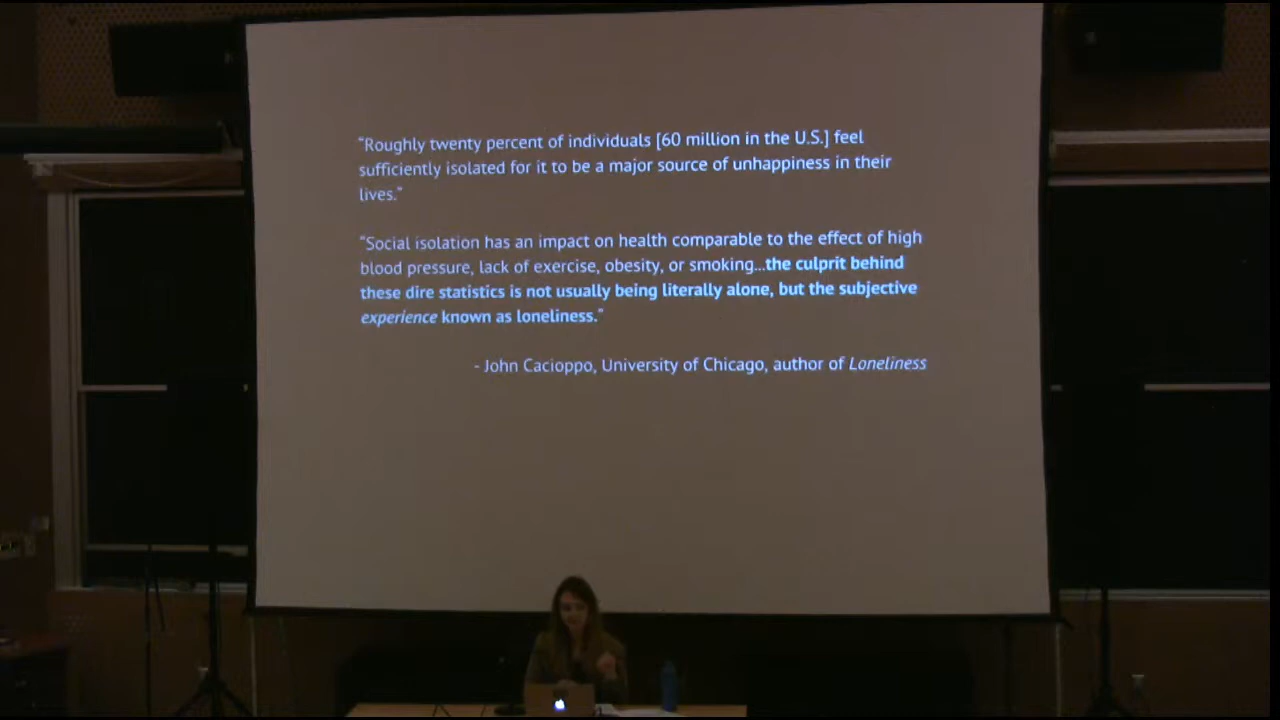 “Roughly twenty percent of individuals [60 million in the U.S.] feel
sufficiently isolated for it to be a major source of unhappiness in their
lives.”
“Social isolation has an impact on health comparable to the effect of high
blood pressure, lack of exercise, obesity, or smoking...the culprit behind
these dire statistics is not usually being literally alone, but the subjective
experience known as loneliness.”
- John Cacioppo, University of Chicago, author of Loneliness